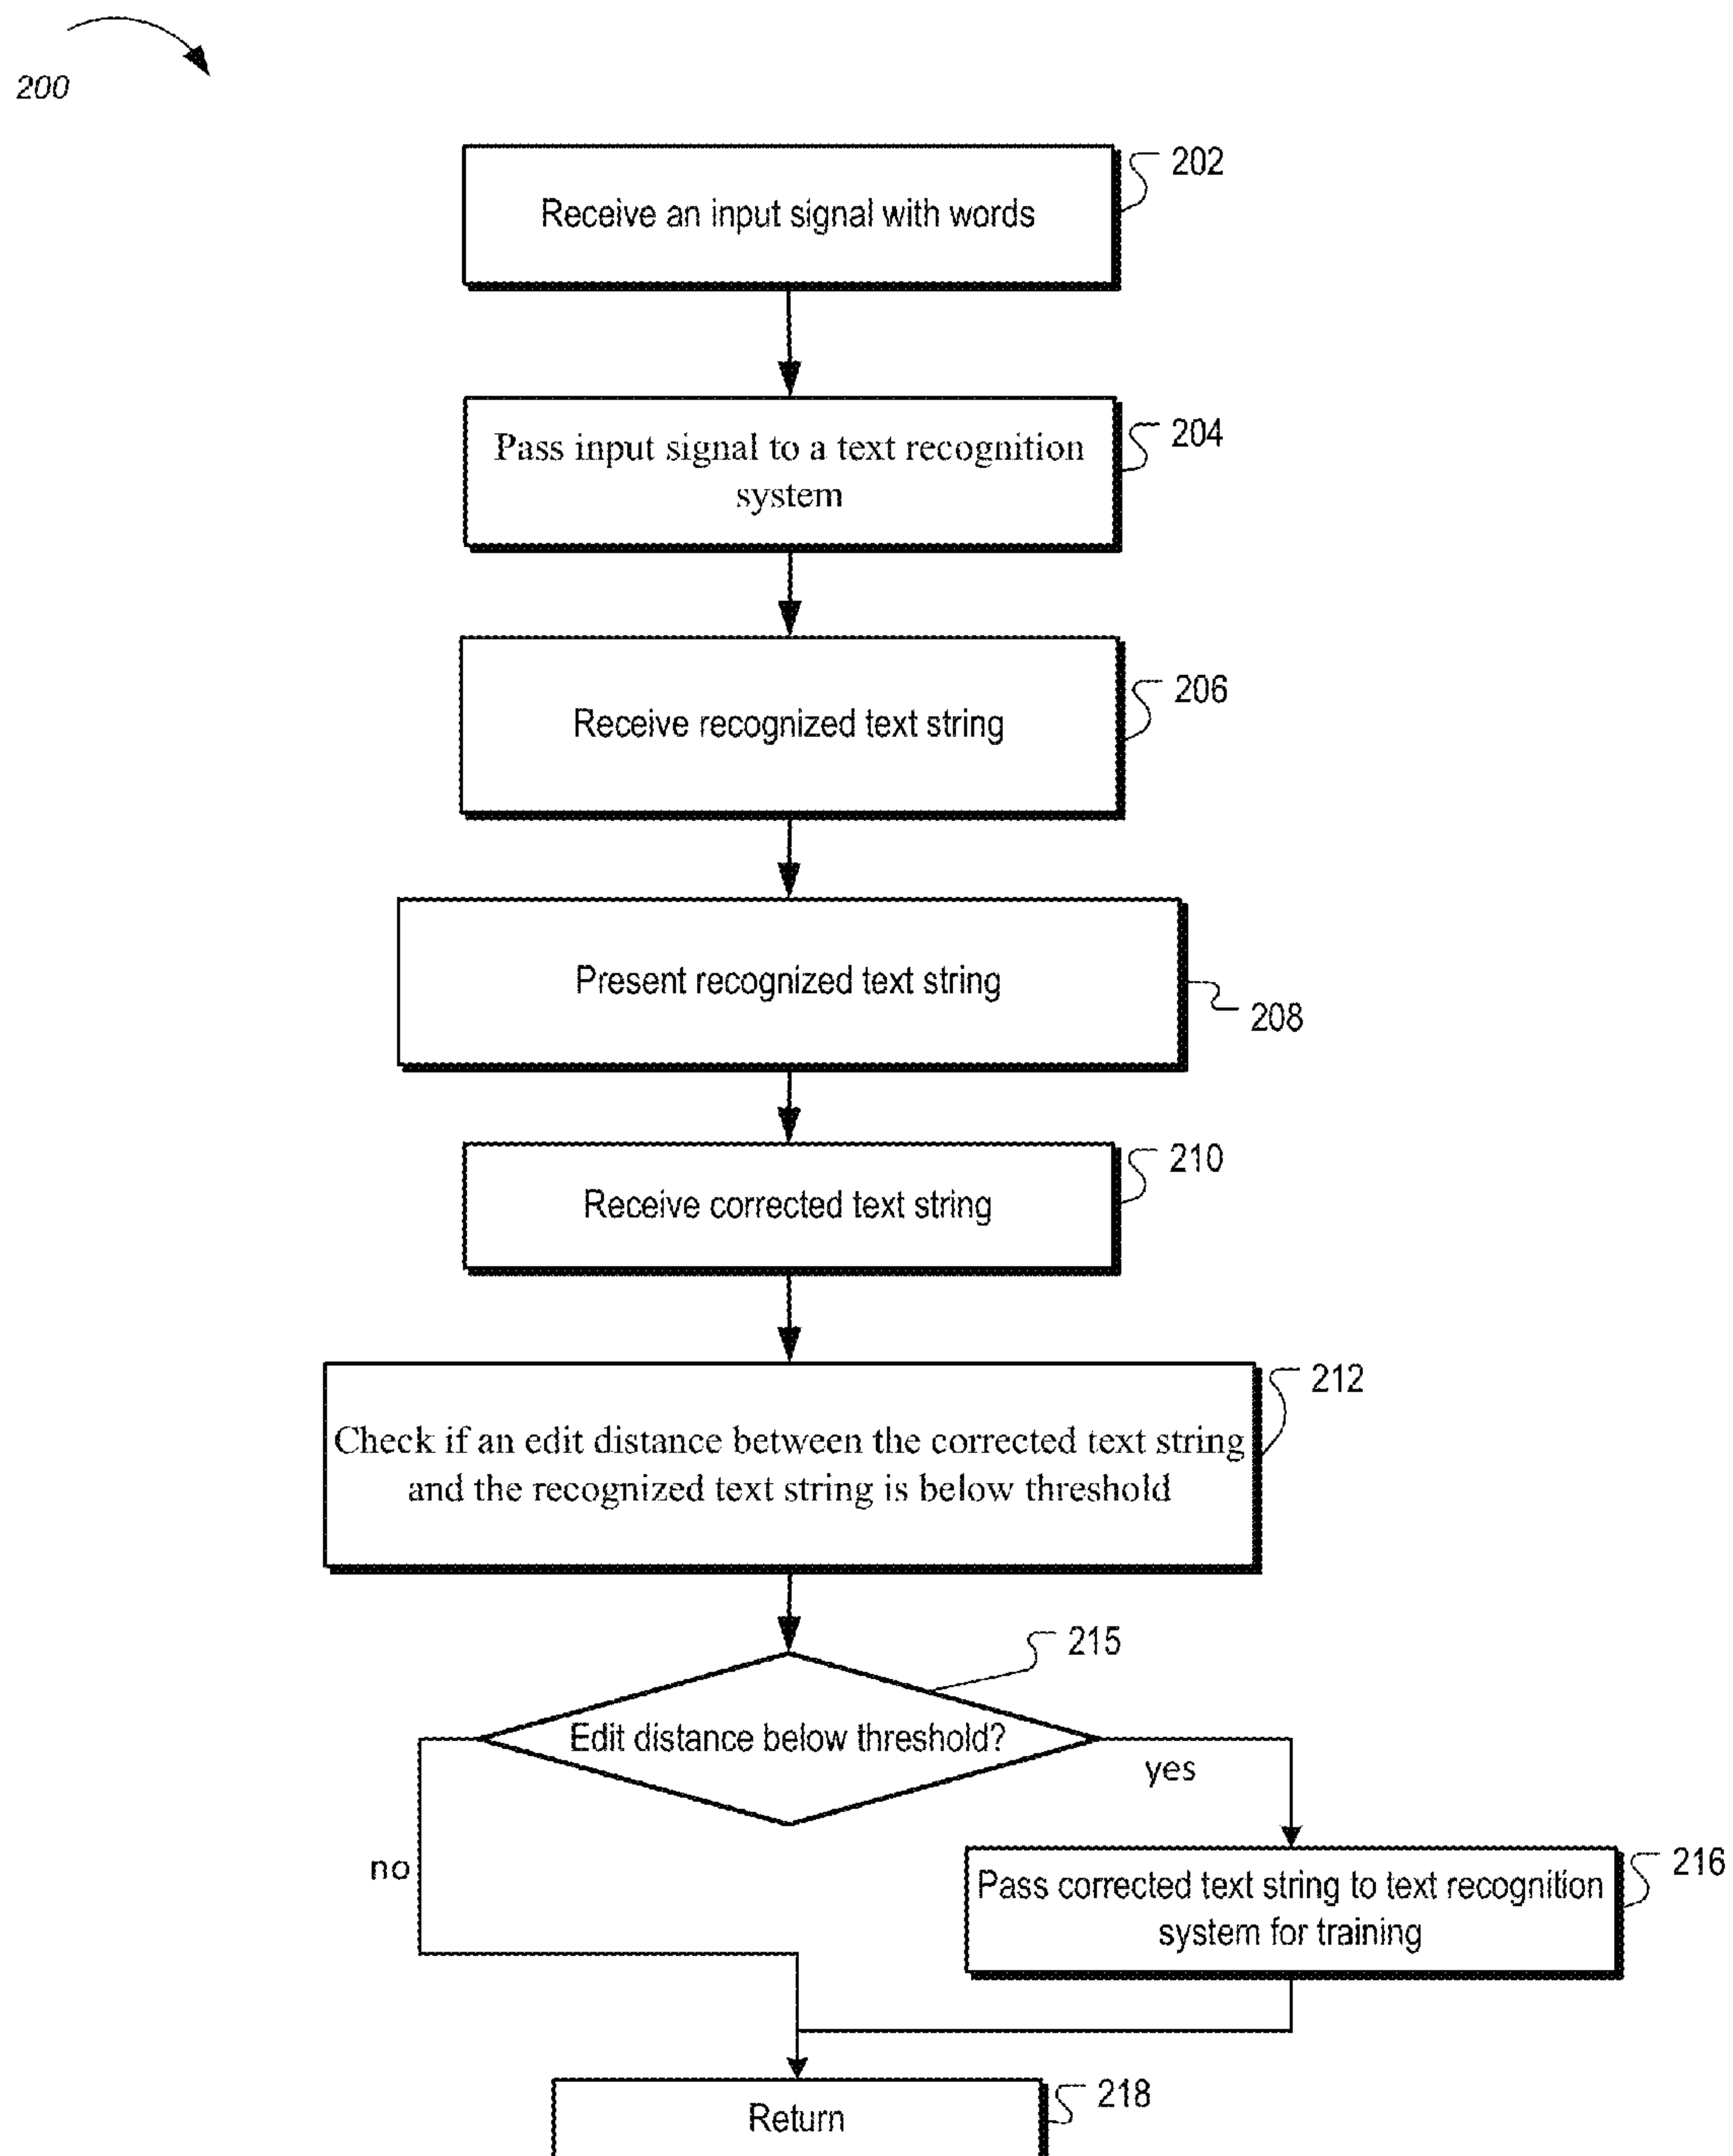 200
Receive an input signal with words
202
Pass input signal to a text recognition
system
204
Receive recognized text string
206
Present recognized text string
208
Receive corrected text string
210
Check if an edit distance between the corrected text string
and the recognized text string is below threshold
212
Edit distance below threshold?
215
yes
no
Pass corrected text string to text recognition
system for training
216
Return
218